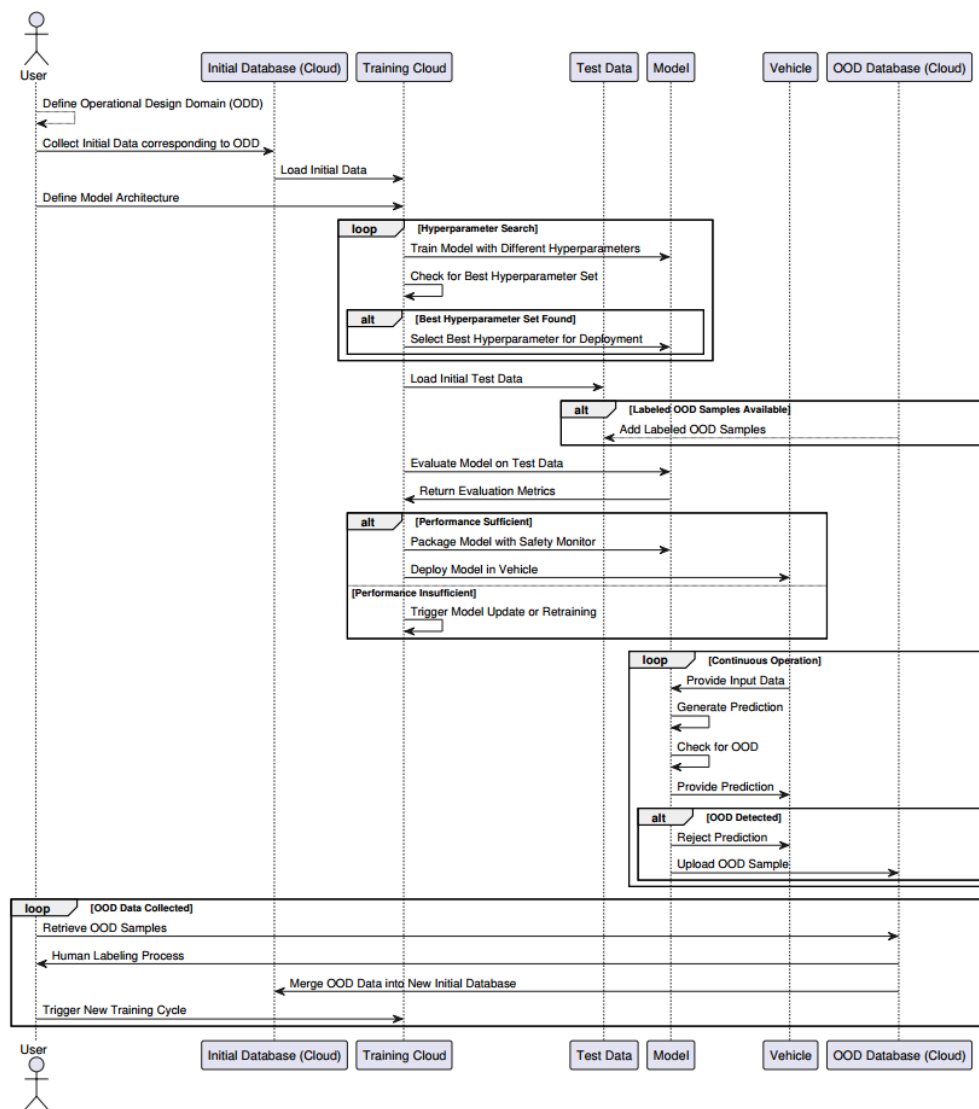 User
Initial Database (Cloud)
Training Cloud
Test Data
Model
Vehicle
OOD Database (Cloud)
Define Operational Design Domain (ODD)
Collect Initial Data corresponding to ODD
Load Initial Data
Define Model Architecture
loop
[Hyperparameter Search]
Train Model with Different Hyperparameters
Check for Best Hyperparameter Set
alt
[Best Hyperparameter Set Found]
Select Best Hyperparameter for Deployment
Load Initial Test Data
alt
[Labeled OOD Samples Available]
Add Labeled OOD Samples
Evaluate Model on Test Data
Return Evaluation Metrics
alt
[Performance Sufficient]
Package Model with Safety Monitor
Deploy Model in Vehicle
[Performance Insufficient]
Trigger Model Update or Retraining
loop
[Continuous Operation]
Provide Input Data
Generate Prediction
Check for OOD
Provide Prediction
alt
[OOD Detected]
Reject Prediction
Upload OOD Sample
loop
[OOD Data Collected]
Retrieve OOD Samples
Human Labeling Process
Merge OOD Data into New Initial Database
Trigger New Training Cycle
User
Initial Database (Cloud)
Training Cloud
Test Data
Model
Vehicle
OOD Database (Cloud)